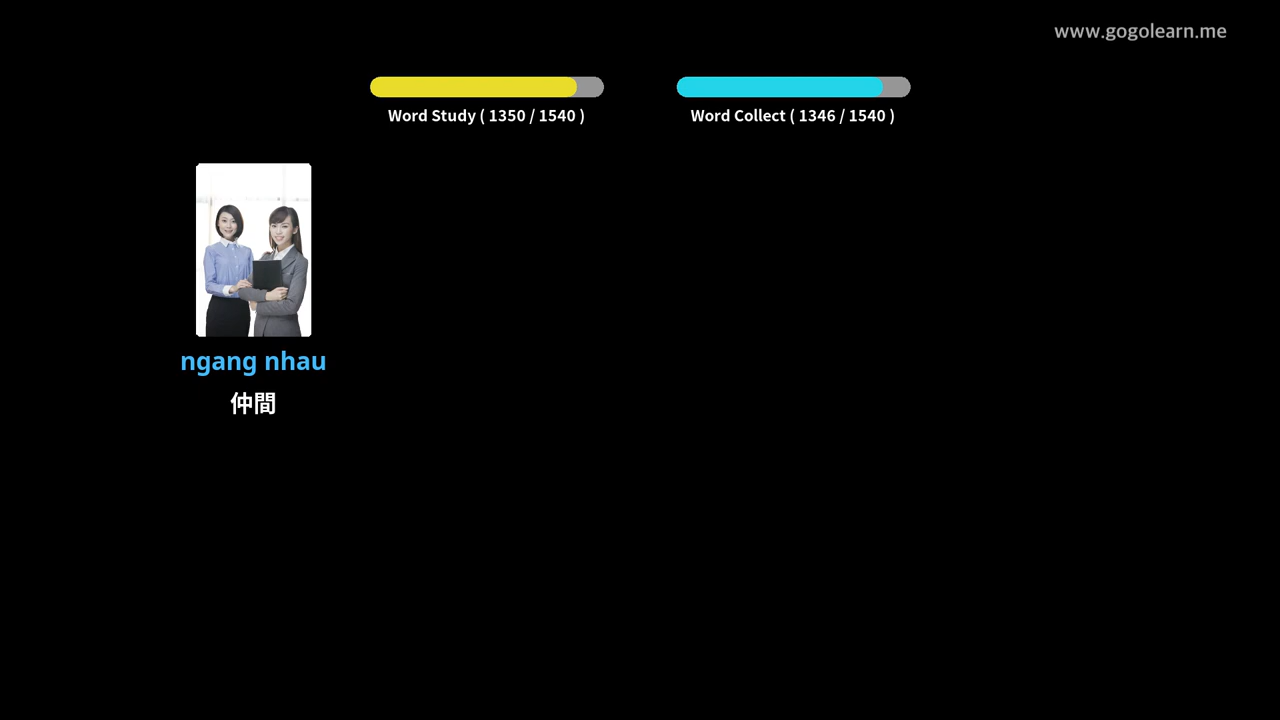 www.gogolearn.me
Word Study ( 1350 / 1540 )
Word Collect ( 1346 / 1540 )
ngang nhau
仲間